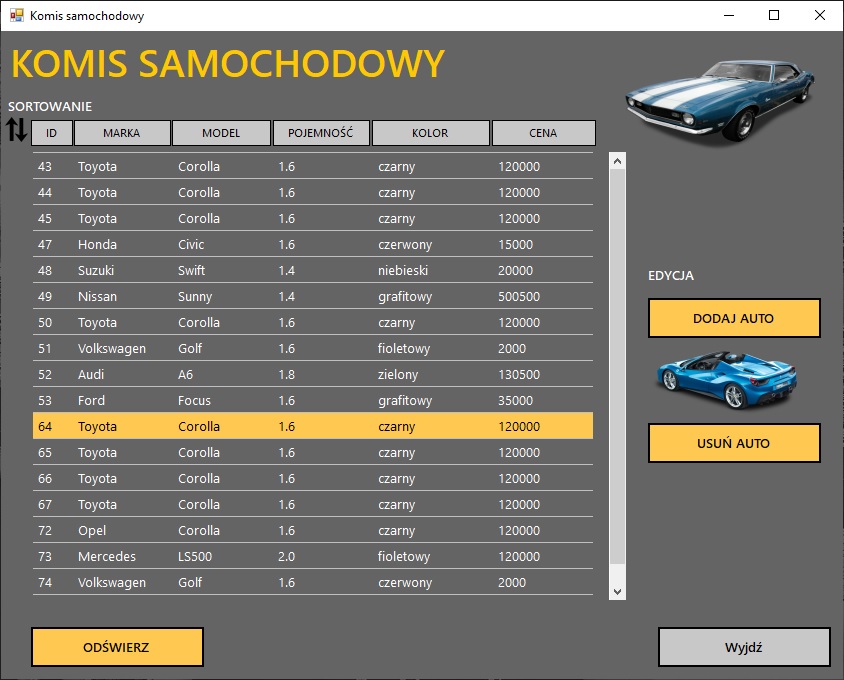 Komis samochodowy
KOMIS SAMOCHODOWY
SORTOWANIE
ID MARKA MODEL POJEMNOŚĆ KOLOR CENA
43 Toyota Corolla 1.6 czarny 120000
44 Toyota Corolla 1.6 czarny 120000
45 Toyota Corolla 1.6 czarny 120000
47 Honda Civic 1.6 czerwony 15000
48 Suzuki Swift 1.4 niebieski 20000
49 Nissan Sunny 1.4 grafitowy 500500
50 Toyota Corolla 1.6 czarny 120000
51 Volkswagen Golf 1.6 fioletowy 2000
52 Audi A6 1.8 zielony 130500
53 Ford Focus 1.6 grafitowy 35000
64 Toyota Corolla 1.6 czarny 120000
65 Toyota Corolla 1.6 czarny 120000
66 Toyota Corolla 1.6 czarny 120000
67 Toyota Corolla 1.6 czarny 120000
72 Opel Corolla 1.6 czarny 120000
73 Mercedes LS500 2.0 fioletowy 120000
74 Volkswagen Golf 1.6 czerwony 2000
EDYCJA
DODAJ AUTO
USUŃ AUTO
ODŚWIERZ
Wyjdź